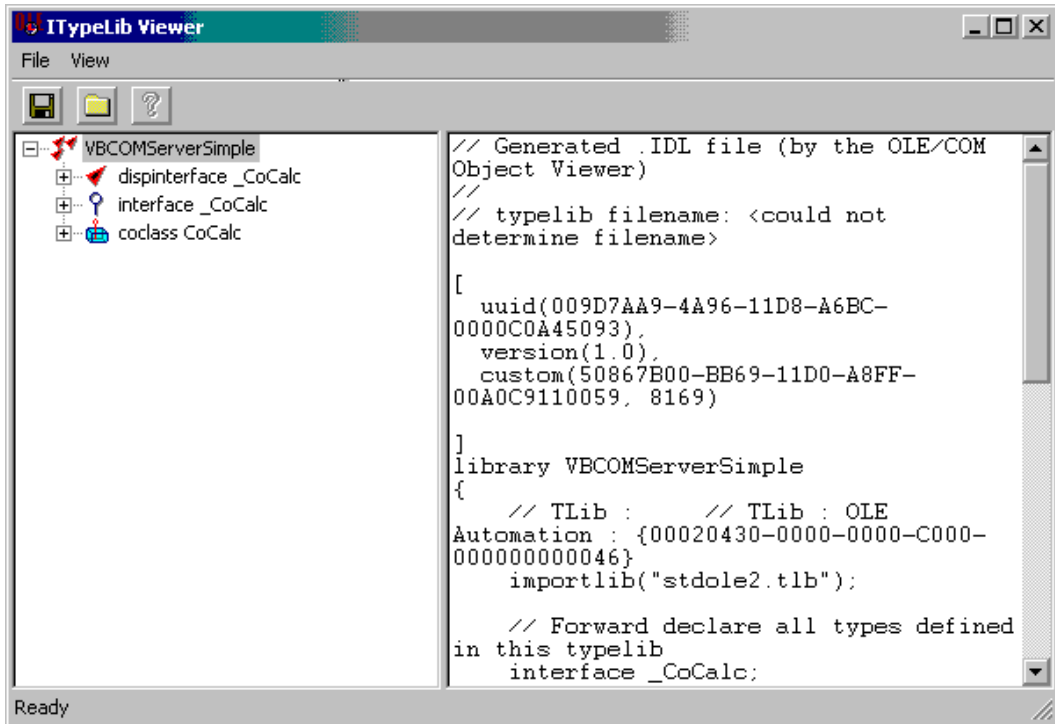 ITypeLib Viewer
File View
VBCOMServerSimple
dispinterface _CoCalc
interface _CoCalc
coclass CoCalc
// Generated .IDL file (by the OLE/COM
Object Viewer)
//
// typelib filename: <could not
determine filename>
[
uuid(009D7AA9-4A96-11D8-A6BC-
0000C0A45093),
version(1.0),
custom(50867B00-BB69-11D0-A8FF-
00A0C9110059, 8169)
]
library VBCOMServerSimple
{
// TLib : // TLib : OLE
Automation : {00020430-0000-0000-C000-
000000000046}
importlib("stdole2.tlb");
// Forward declare all types defined
in this typelib
interface _CoCalc;
Ready